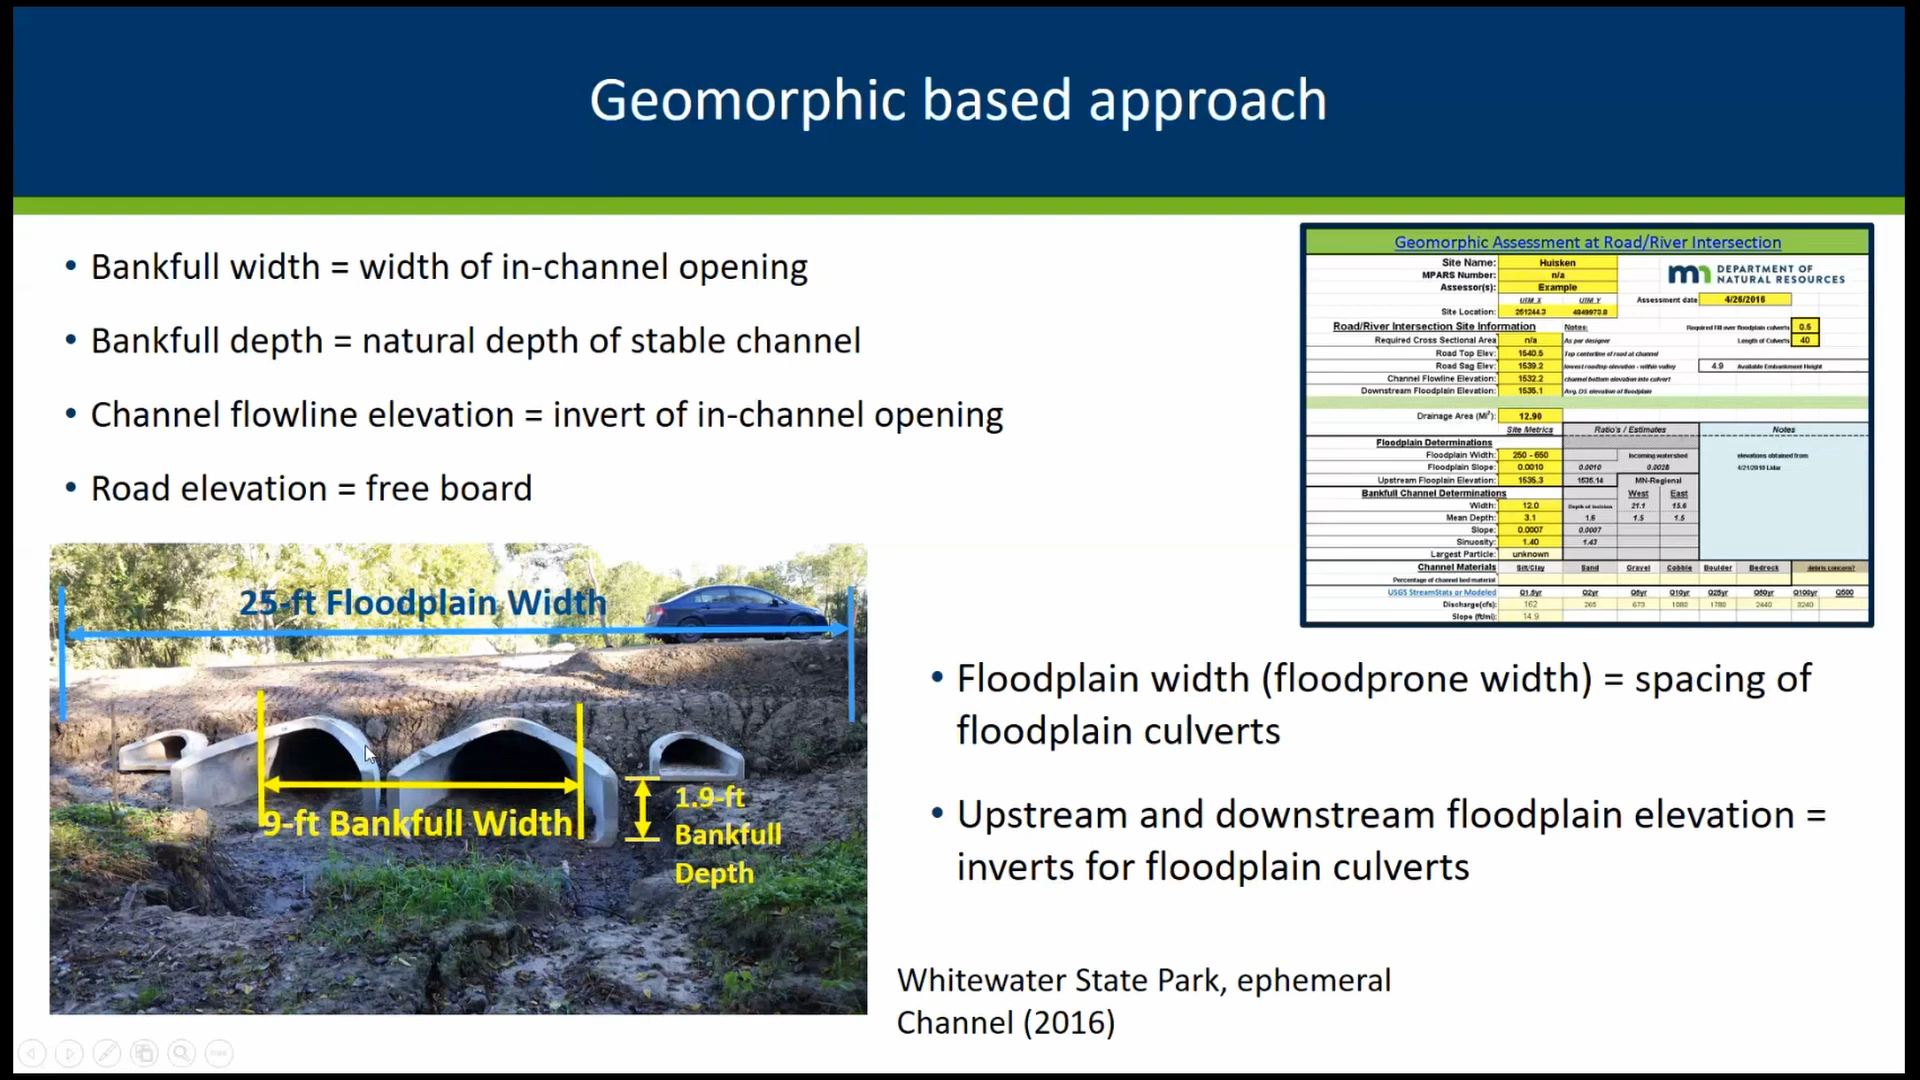 Geomorphic based approach
• Bankfull width = width of in-channel opening
• Bankfull depth = natural depth of stable channel
• Channel flowline elevation = invert of in-channel opening
• Road elevation = free board
Geomorphic Assessment at Road/River Intersection
Site Name: Huisken
MPARS Number: n/a
Assessor(s): Example
DEPARTMENT OF
NATURAL RESOURCES
UTM X UTM Y
Assessment date 4/26/2016
Site Location: 251244.3 4849970.8
Road/River Intersection Site Information Notes:
Required Fill over floodplain culverts 0.5
Required Cross Sectional Area n/a As per designer
Length of Culverts 40
Road Top Elev: 1540.5 Top centerline of road at channel
Road Sag Elev: 1539.2 lowest rooftop elevation - within valley
4.9 Available Embankment Height
Channel Flowline Elevation: 1532.2 channel bottom elevation into culvert
Downstream Floodplain Elevation: 1536.1 Avg. DS elevation of floodplain
Drainage Area (Mi²): 12.90
Site Metrics Ratio's / Estimates Notes
Floodplain Determinations
Floodplain Width: 250 - 650 Incoming watershed elevations obtained from
Floodplain Slope: 0.0010 0.0010 0.0028
Upstream Flooplain Elevation: 1536.3 1536.14 MN-Regional
Bankfull Channel Determinations West East
Width: 12.0 Depth of incision 21.1 15.6
Mean Depth: 3.1 1.6 1.5 1.5
Slope: 0.0007 0.0007
Sinuosity: 1.40 1.43
Largest Particle: unknown
Channel Materials Silt/Clay Sand Gravel Cobble Boulder Bedrock debris concern?
Percentage of channel bed material
USGS StreamStats or Modeled Q1.5yr Q2yr Q5yr Q10yr Q25yr Q50yr Q100yr Q500
Discharge(cfs): 162 265 673 1080 1780 2440 3240
Slope (ft/mi) 14.9
25-ft Floodplain Width
9-ft Bankfull Width
1.9-ft
Bankfull
Depth
• Floodplain width (floodprone width) = spacing of
floodplain culverts
• Upstream and downstream floodplain elevation =
inverts for floodplain culverts
Whitewater State Park, ephemeral
Channel (2016)